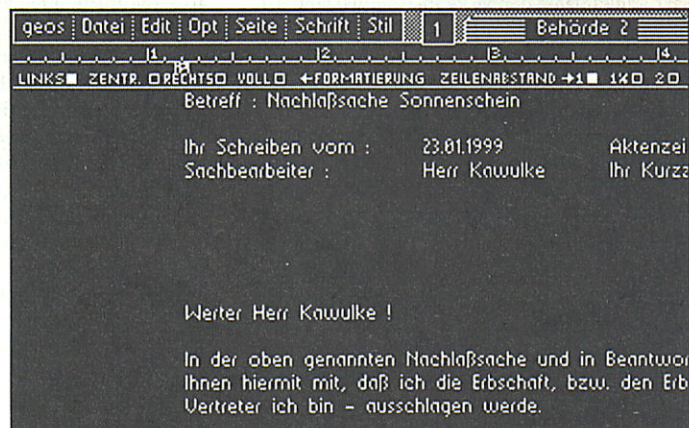 geos Datei Edit Opt Seite Schrift Stil 1 Behörde 2
1 2 3 4
LINKS ZENTR. RECHTS VOLL ←FORMATIERUNG ZEILENABSTAND →1 1½ 2
Betreff : Nachlaßsache Sonnenschein
Ihr Schreiben vom : 23.01.1999 Aktenzei
Sachbearbeiter : Herr Kawulke Ihr Kurzz
Werter Herr Kawulke !
In der oben genannten Nachlaßsache und in Beantwor
Ihnen hiermit mit, daß ich die Erbschaft, bzw. den Erb
Vertreter ich bin - ausschlagen werde.